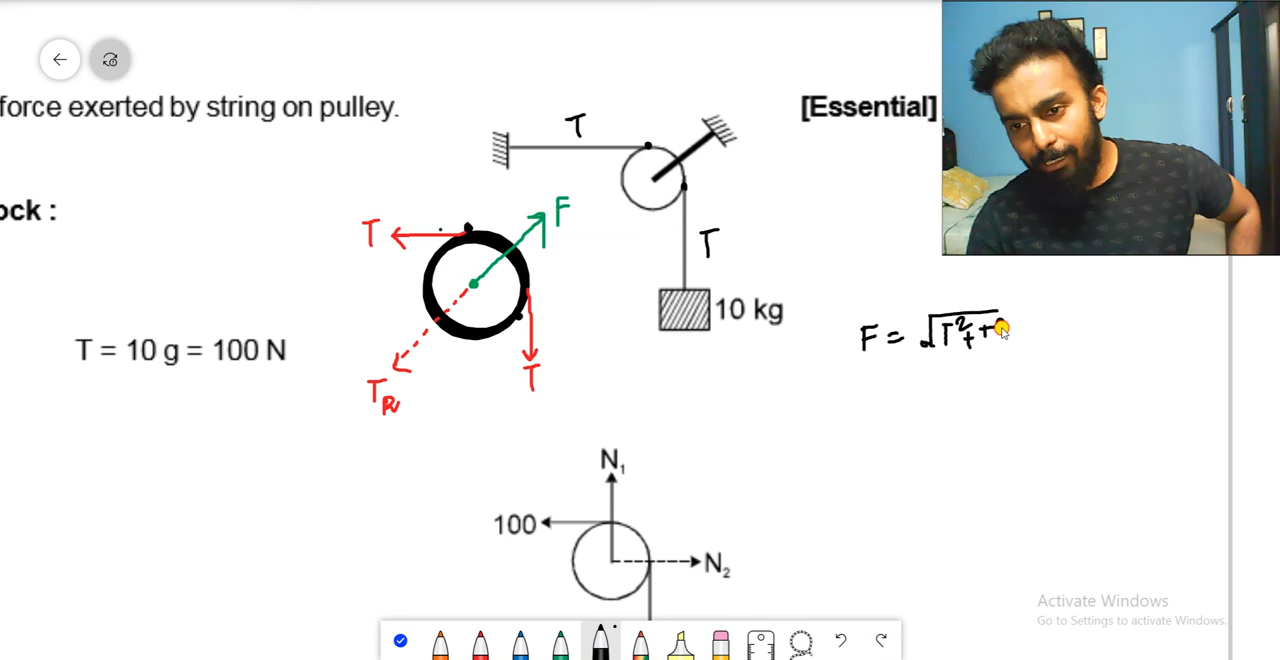 force exerted by string on pulley.
[Essential]
T
ock :
T
F
T
10 kg
T = 10 g = 100 N
F = √T²+T
T
T_R
N₁
100
N₂
Activate Windows
Go to Settings to activate Windows.